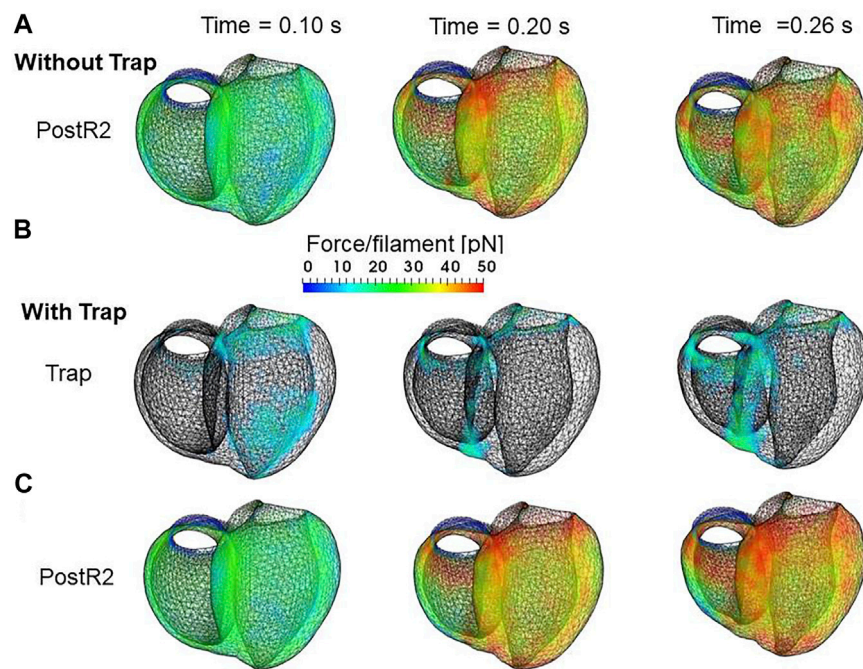 A
Time = 0.10 s
Time = 0.20 s
Time =0.26 s
Without Trap
PostR2
B
Force/filament [pN]
0 10 20 30 40 50
With Trap
Trap
C
PostR2